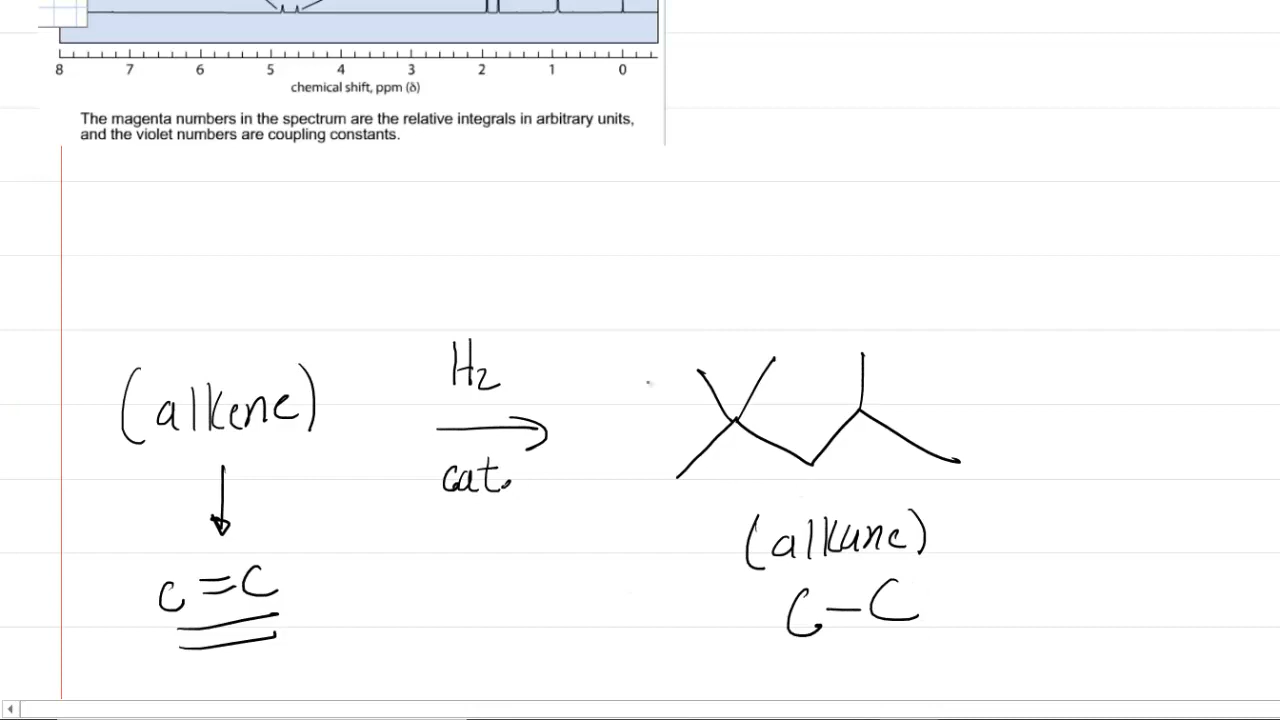 8 7 6 5 4 3 2 1 0
chemical shift, ppm (δ)
The magenta numbers in the spectrum are the relative integrals in arbitrary units,
and the violet numbers are coupling constants.
H2
(alkene)
cat.
(alkane)
C=C
C-C